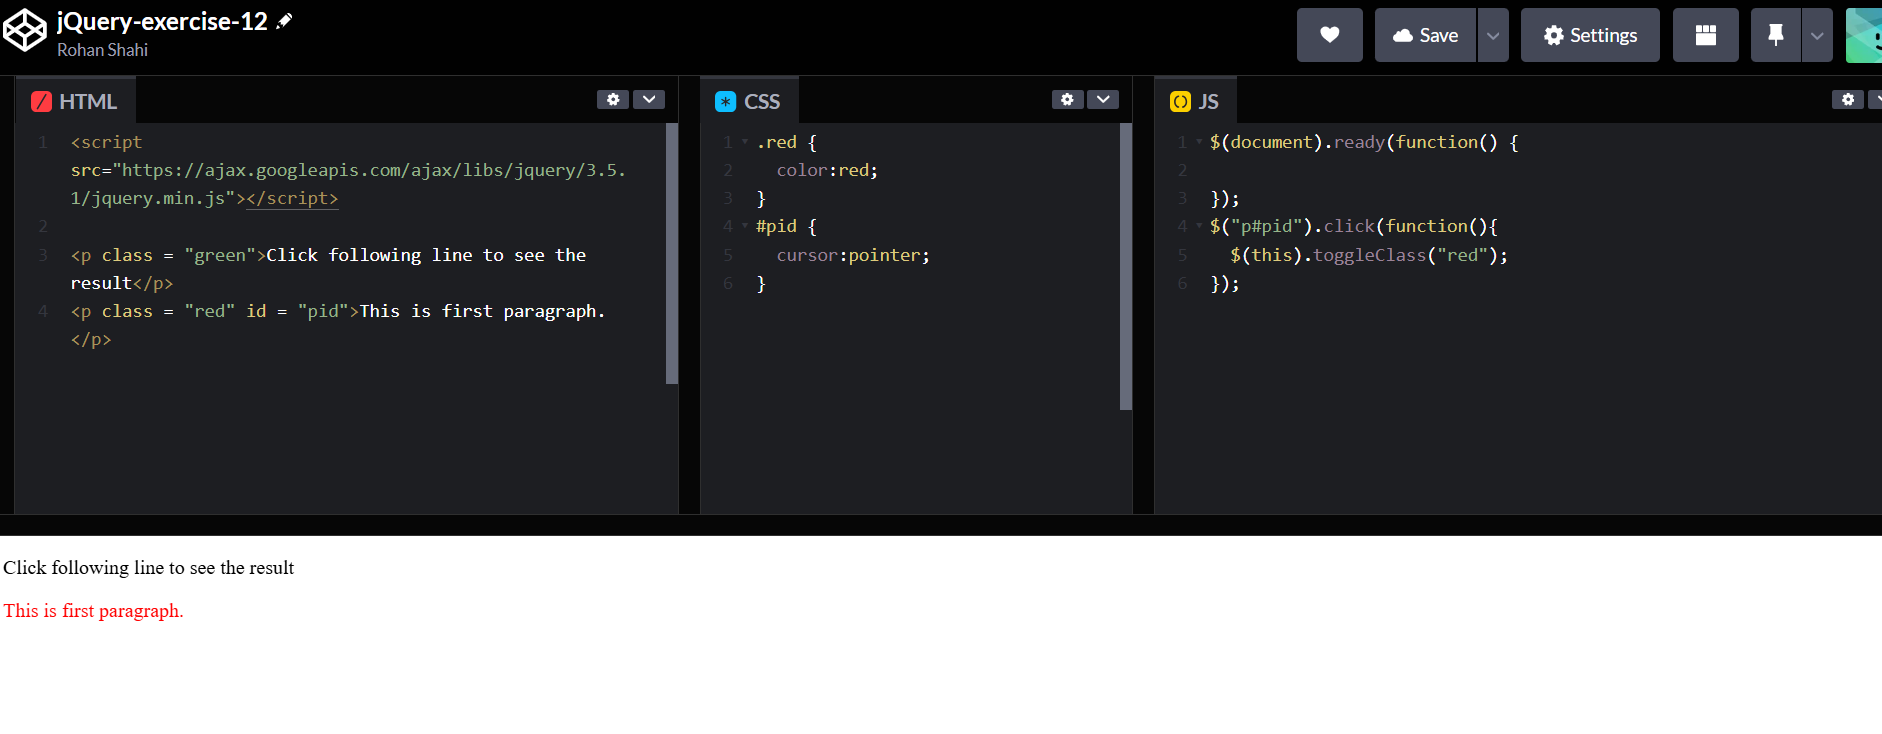 jQuery-exercise-12
Rohan Shahi
Save
Settings
HTML
1 <script
src="https://ajax.googleapis.com/ajax/libs/jquery/3.5.
1/jquery.min.js"></script>
2
3 <p class = "green">Click following line to see the
result</p>
4 <p class = "red" id = "pid">This is first paragraph.
</p>
CSS
1 .red {
2 color:red;
3 }
4 #pid {
5 cursor:pointer;
6 }
JS
1 $(document).ready(function() {
2
3 });
4 $("p#pid").click(function(){
5 $(this).toggleClass("red");
6 });
Click following line to see the result
This is first paragraph.